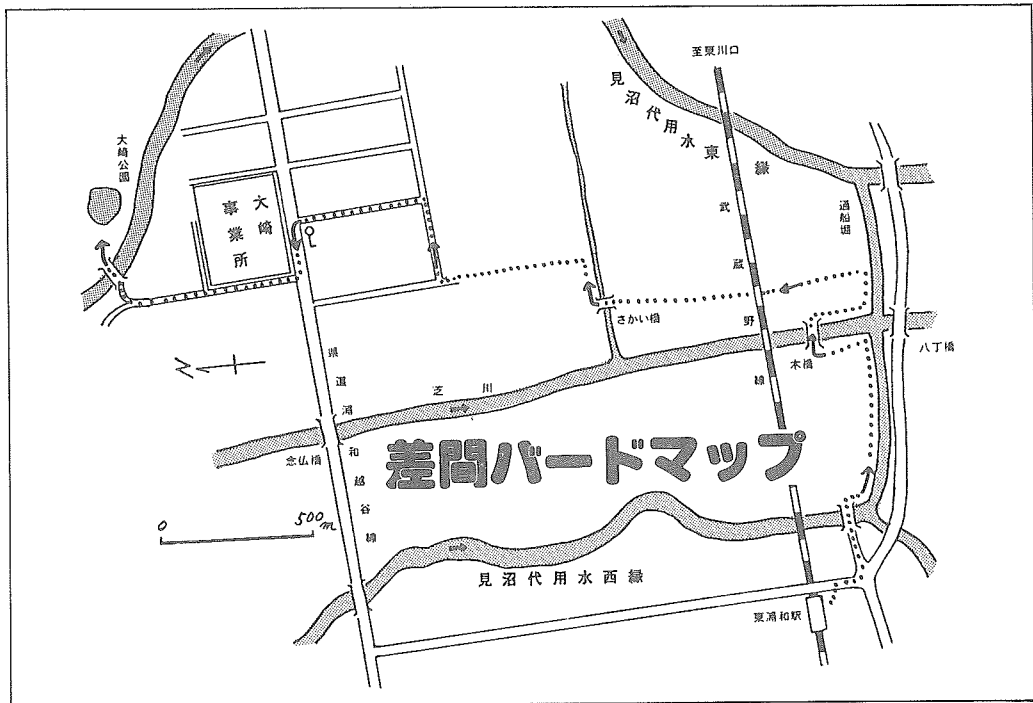 至東川口
見沼代用水東縁
大崎公園
大崎事業所
通船堀
武蔵野線
さかい橋
八丁橋
木橋
県道浦和越谷線
芝川
念仏橋
差間バードマップ
0 500m
見沼代用水西縁
東浦和駅